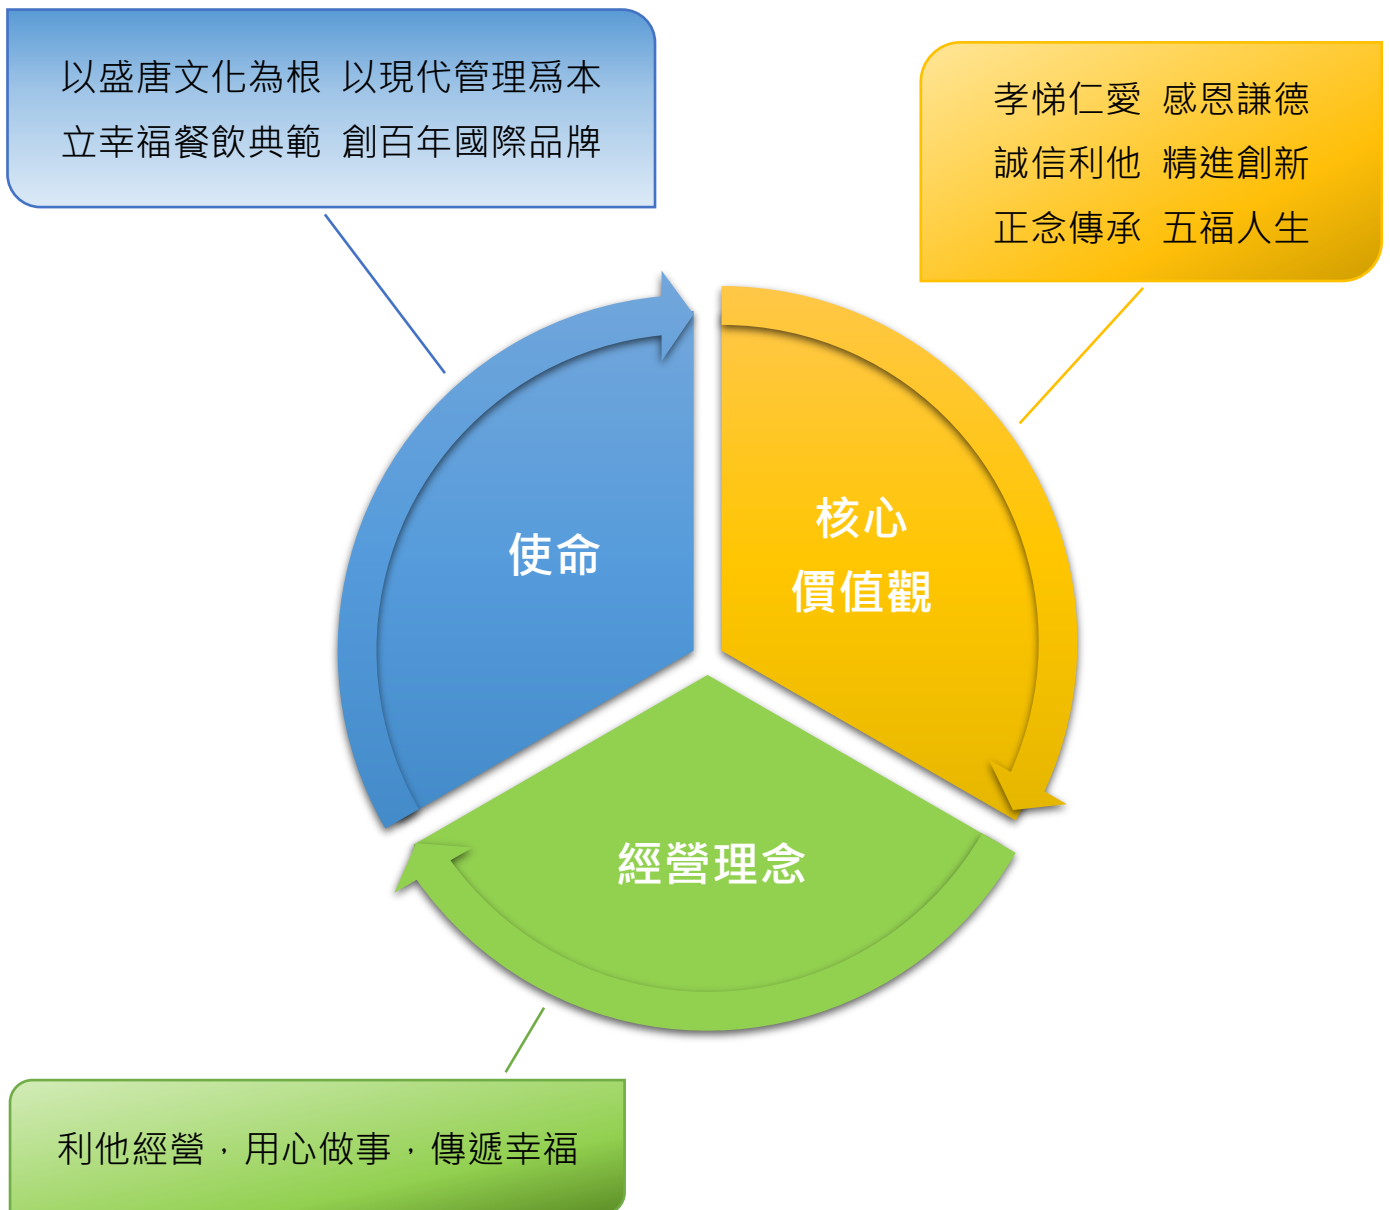 以盛唐文化為根 以現代管理爲本
立幸福餐飲典範 創百年國際品牌
孝悌仁愛 感恩謙德
誠信利他 精進創新
正念傳承 五福人生
使命
核心
價值觀
經營理念
利他經營，用心做事，傳遞幸福